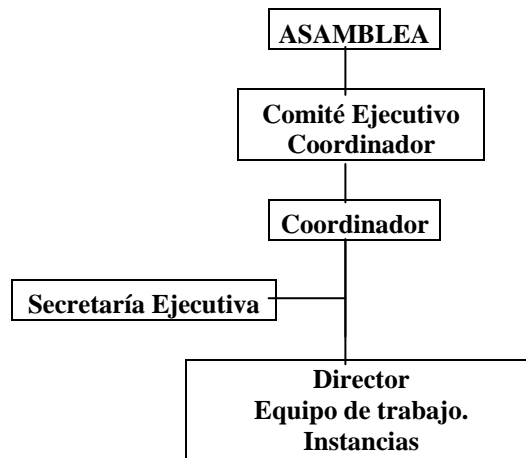 ASAMBLEA
Comité Ejecutivo
Coordinador
Coordinador
Secretaría Ejecutiva
Director
Equipo de trabajo.
Instancias